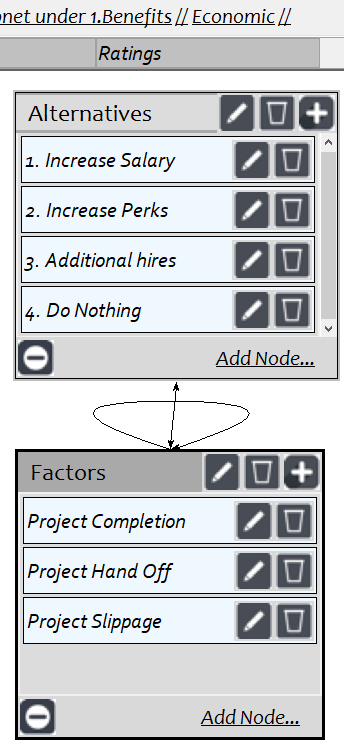 onet under 1.Benefits // Economic //
Ratings
Alternatives
1. Increase Salary
2. Increase Perks
3. Additional hires
4. Do Nothing
Add Node...
Factors
Project Completion
Project Hand Off
Project Slippage
Add Node...